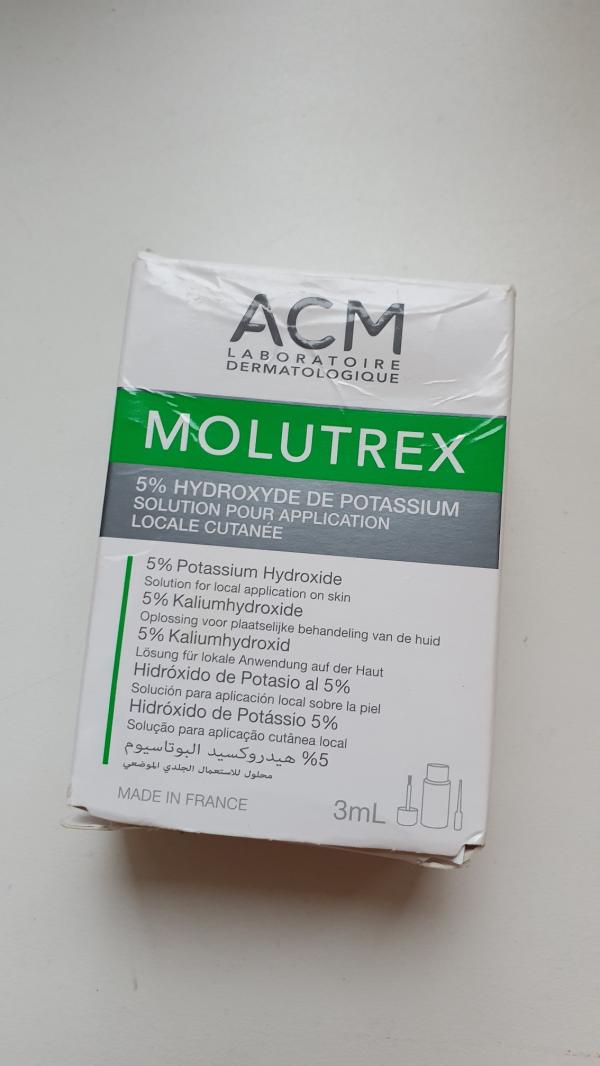 ACM
LABORATOIRE
DERMATOLOGIQUE
MOLUTREX
5% HYDROXYDE DE POTASSIUM
SOLUTION POUR APPLICATION
LOCALE CUTANÉE
5% Potassium Hydroxide
Solution for local application on skin
5% Kaliumhydroxide
Oplossing voor plaatselijke behandeling van de huid
5% Kaliumhydroxid
Lösung für lokale Anwendung auf der Haut
Hidróxido de Potasio al 5%
Solución para aplicación local sobre la piel
Hidróxido de Potássio 5%
Solução para aplicação cutânea local
5% هيدروكسيد البوتاسيوم
محلول للاستعمال الجلدي الموضعي
MADE IN FRANCE
3mL